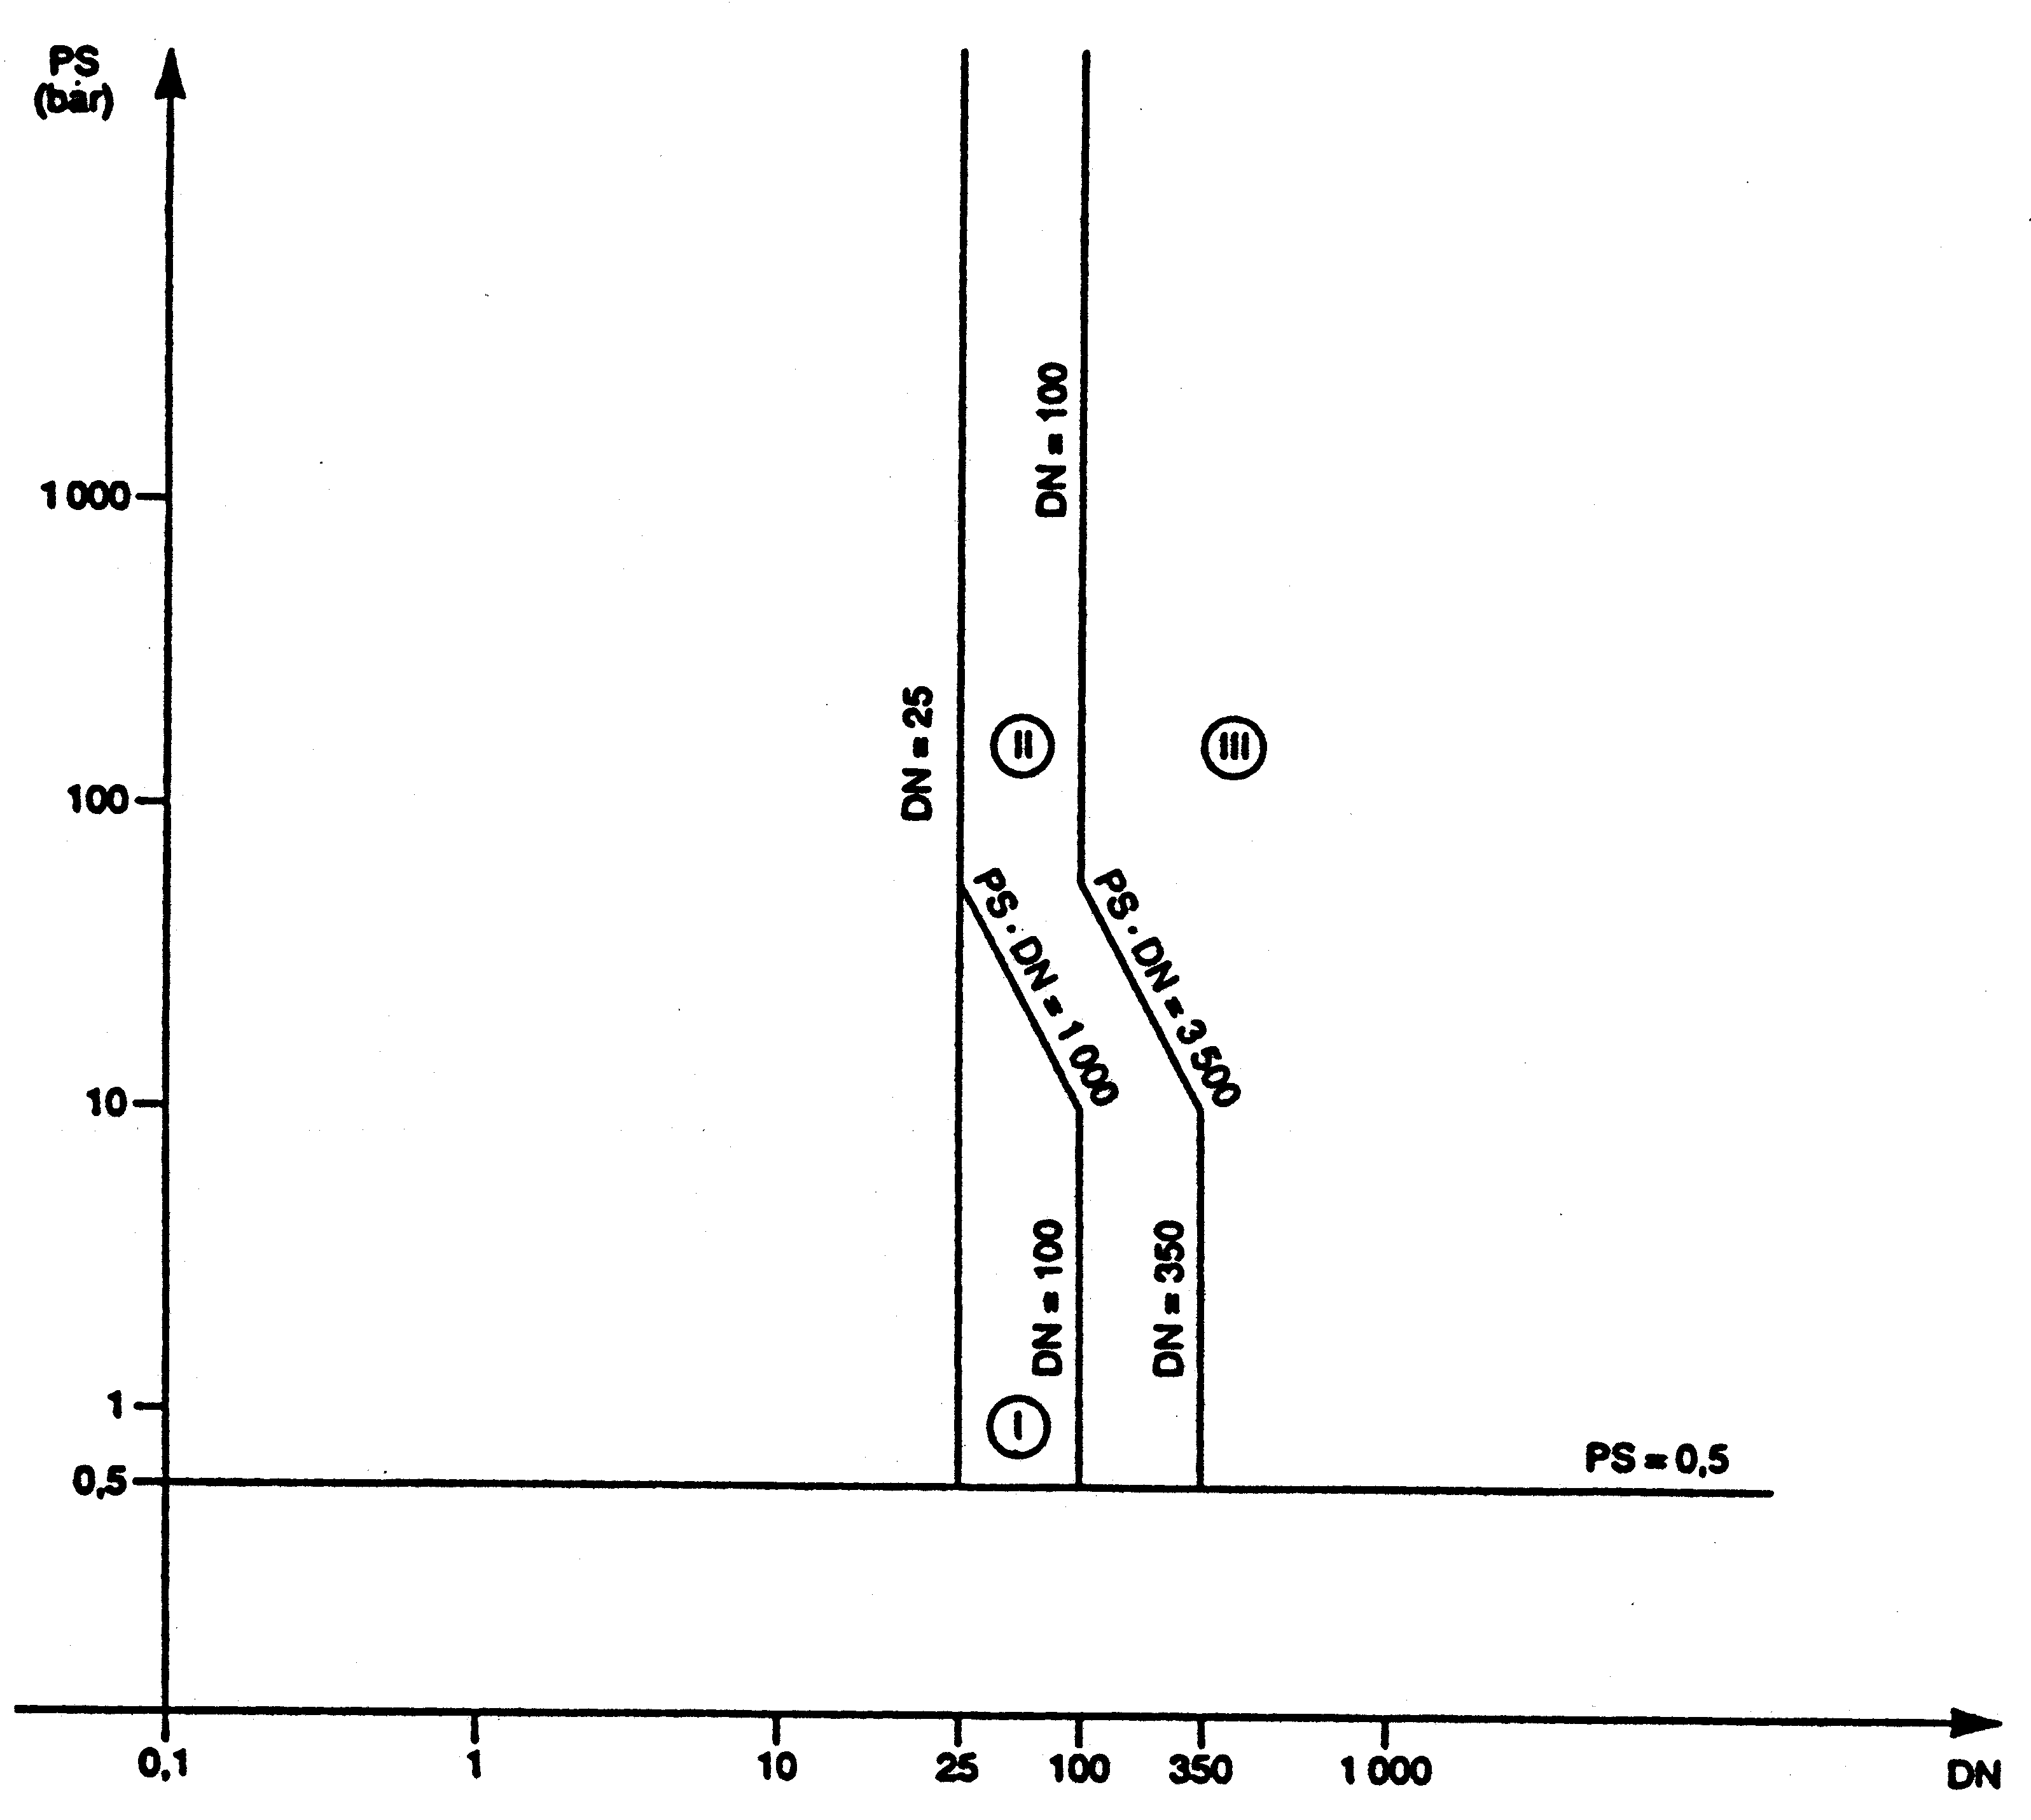 PS
(bar)
DN = 100
1 000
DN = 25
II
III
100
PS . DN = 1 000
PS . DN = 3 500
10
DN = 100
DN = 350
I
1
PS = 0,5
0,5
0,1
1
10
25
100
350
1 000
DN